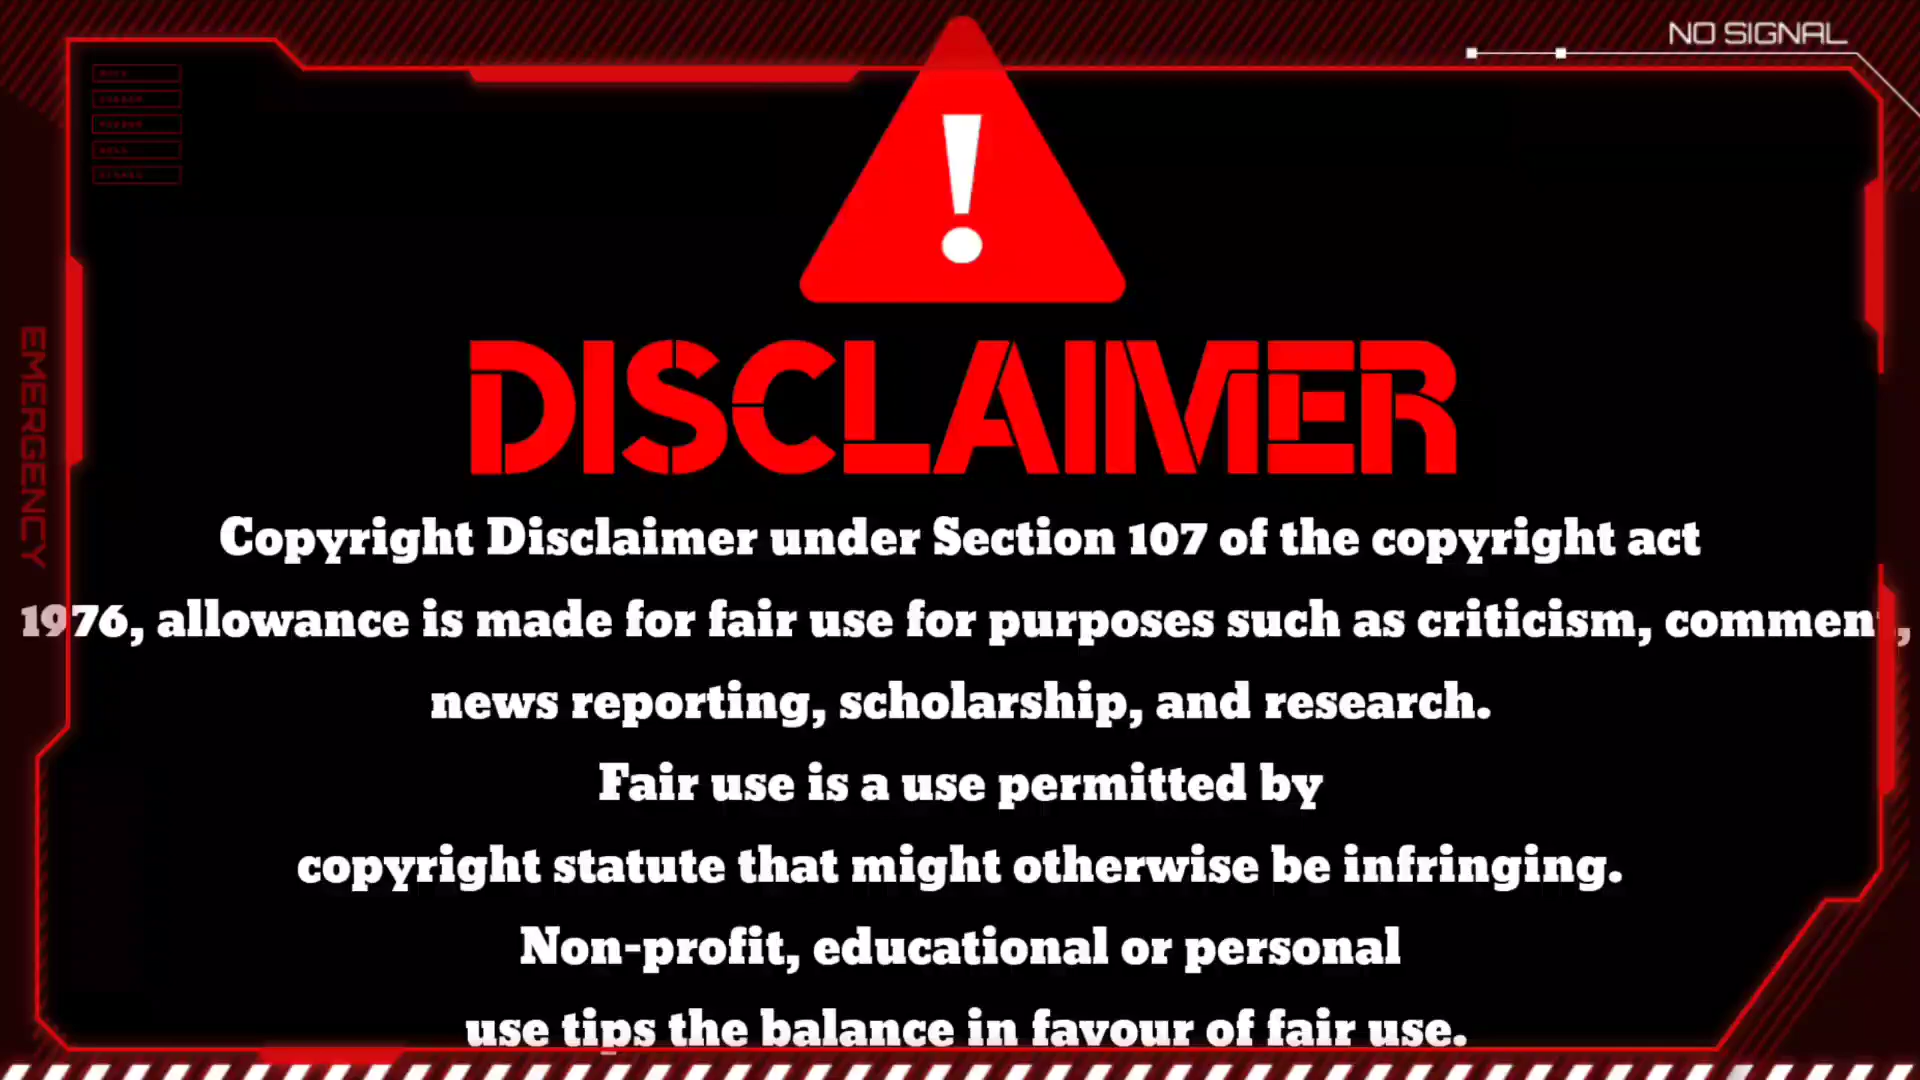 NO SIGNAL
EMERGENCY
DISCLAIMER
Copyright Disclaimer under Section 107 of the copyright act
1976, allowance is made for fair use for purposes such as criticism, comment,
news reporting, scholarship, and research.
Fair use is a use permitted by
copyright statute that might otherwise be infringing.
Non-profit, educational or personal
use tips the balance in favour of fair use.